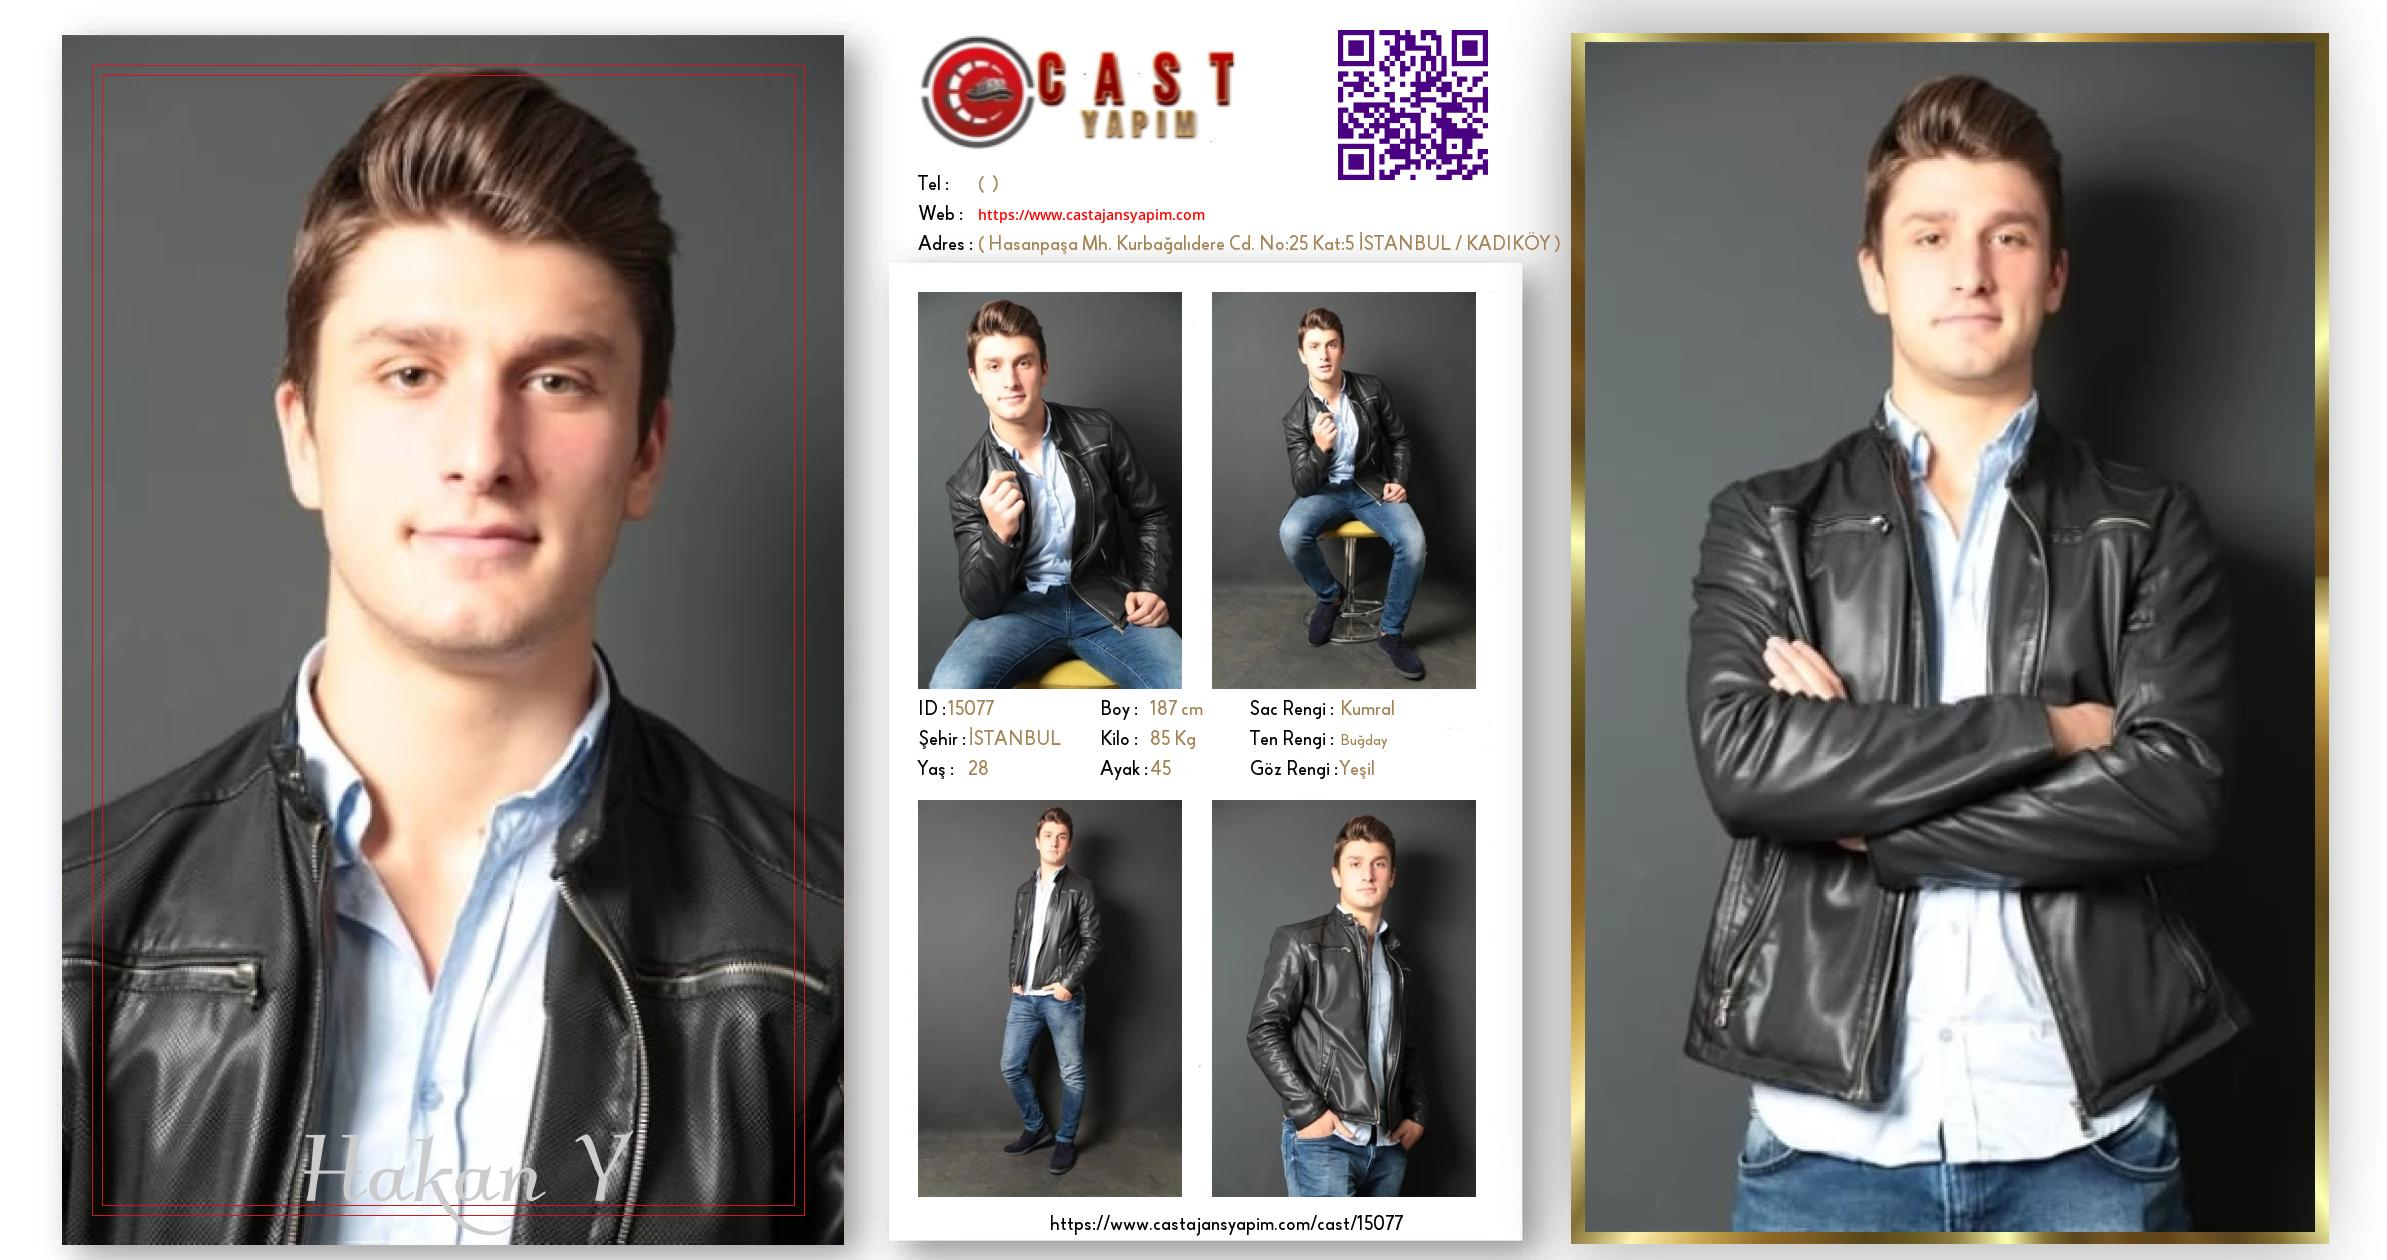 Hakan Y
CAST
YAPIM
Tel : ( )
Web : https://www.castajansyapim.com
Adres : ( Hasanpaşa Mh. Kurbağalıdere Cd. No:25 Kat:5 İSTANBUL / KADIKÖY )
ID : 15077 Boy : 187 cm Sac Rengi : Kumral
Şehir : İSTANBUL Kilo : 85 Kg Ten Rengi : Buğday
Yaş : 28 Ayak : 45 Göz Rengi : Yeşil
https://www.castajansyapim.com/cast/15077